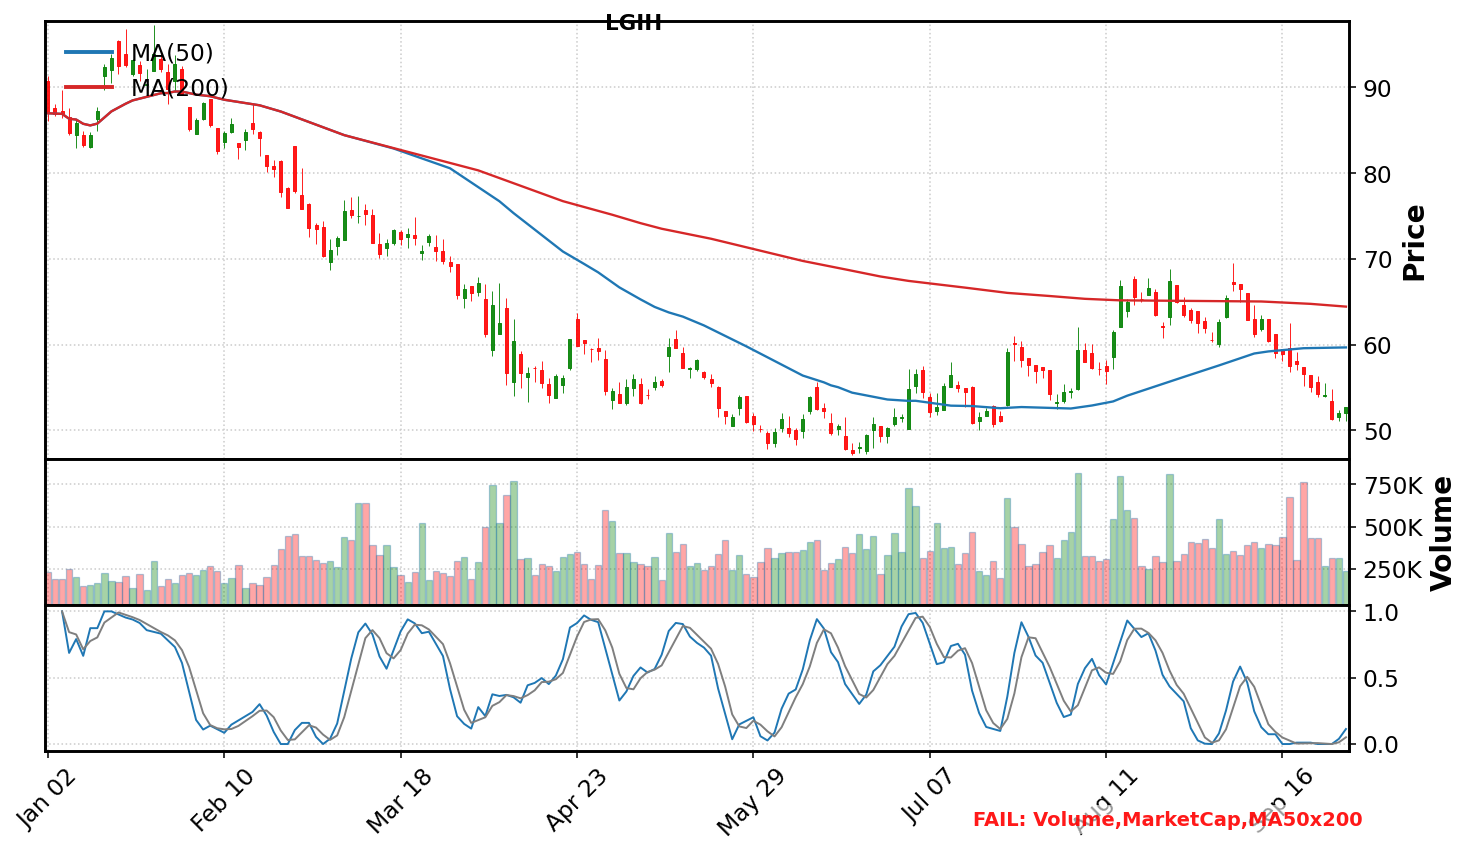 LGIH
MA(50)
MA(200)
90
80
70
60
50
Price
750K
500K
250K
Volume
1.0
0.5
0.0
Jan 02
Feb 10
Mar 18
Apr 23
May 29
Jul 07
Aug 11
Sep 16
FAIL: Volume,MarketCap,MA50x200